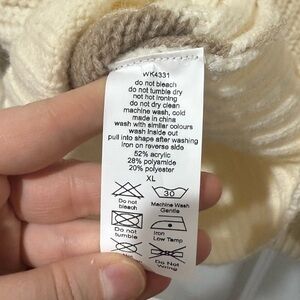 WK4331
do not bleach
do not tumble dry
not hot ironing
do not dry clean
machine wash, cold
made in china
wash with similar colours
wash inside out
pull into shape after washing
Iron on reverse side
52% acrylic
28% polyamide
20% polyester
XL
30
Do not
bleach
Machine Wash
Gentle
Do not
tumble
Iron
Low Temp
Not
Do Not
Wring